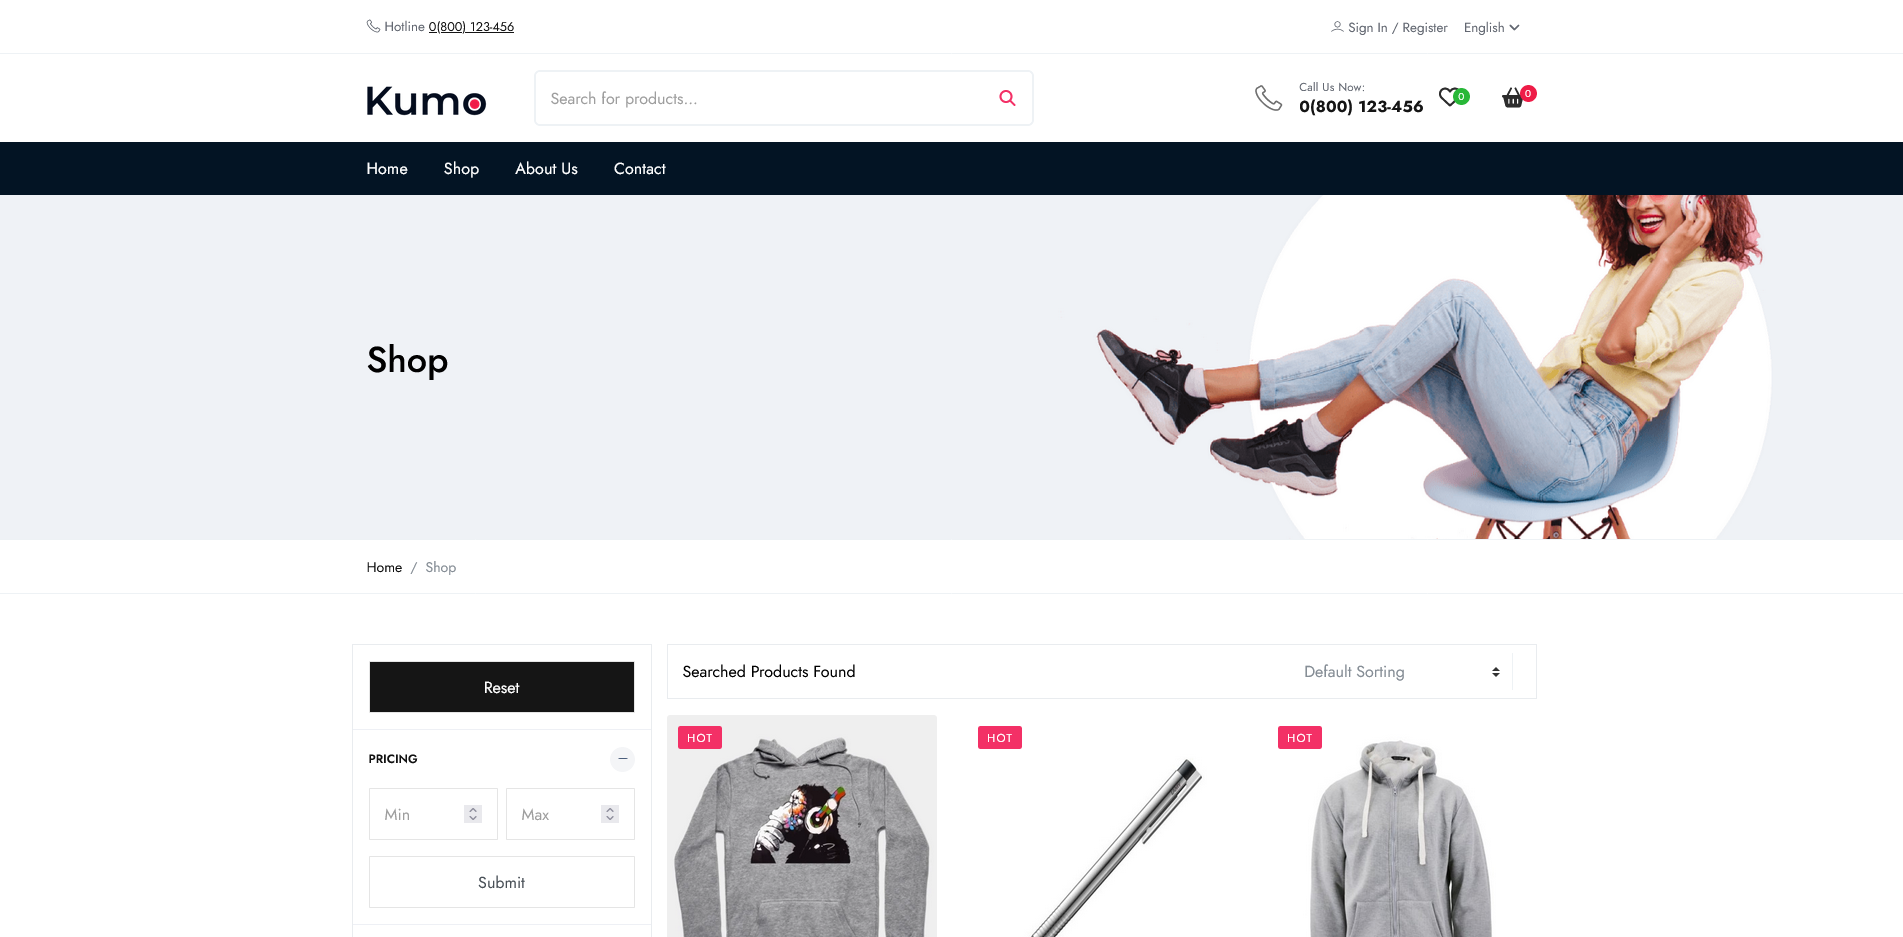 Hotline 0(800) 123-456
Sign In / Register English
Kumo
Search for products...
Call Us Now:
0(800) 123-456
0
0
Home Shop About Us Contact
Shop
Home / Shop
Reset
Searched Products Found
Default Sorting
PRICING
Min
Max
Submit
HOT
HOT
HOT